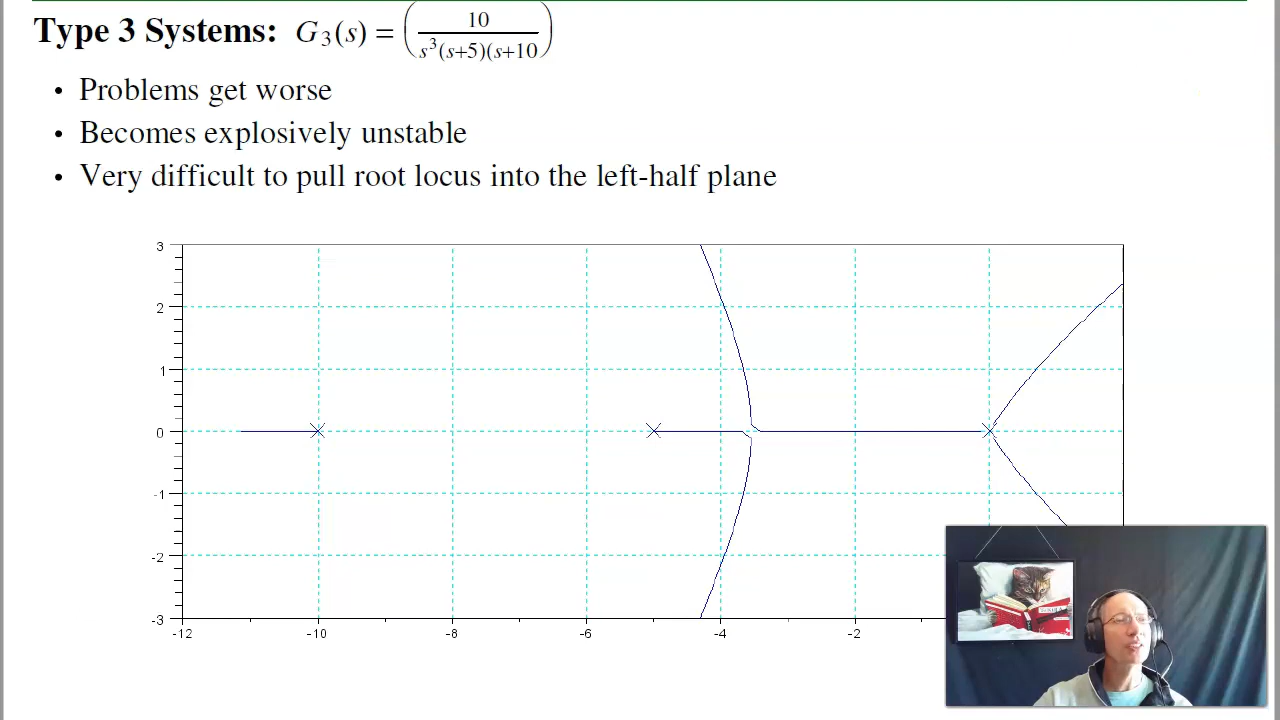 Type 3 Systems: G₃(s) = (10 / s³(s+5)(s+10)
• Problems get worse
• Becomes explosively unstable
• Very difficult to pull root locus into the left-half plane
3
2
1
0
-1
-2
-3
-12 -10 -8 -6 -4 -2